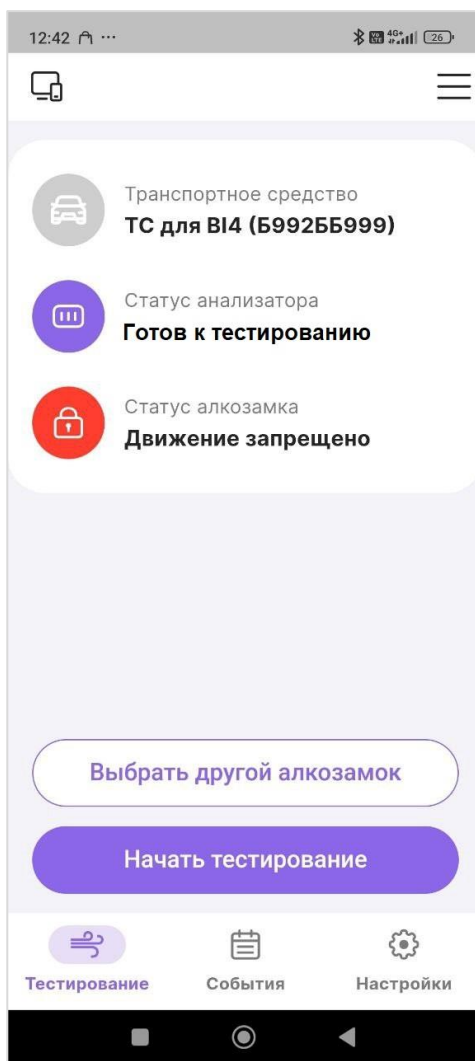 12:42 ...
4G+ 26
Транспортное средство
ТС для BI4 (Б992ББ999)
Статус анализатора
Готов к тестированию
Статус алкозамка
Движение запрещено
Выбрать другой алкозамок
Начать тестирование
Тестирование События Настройки